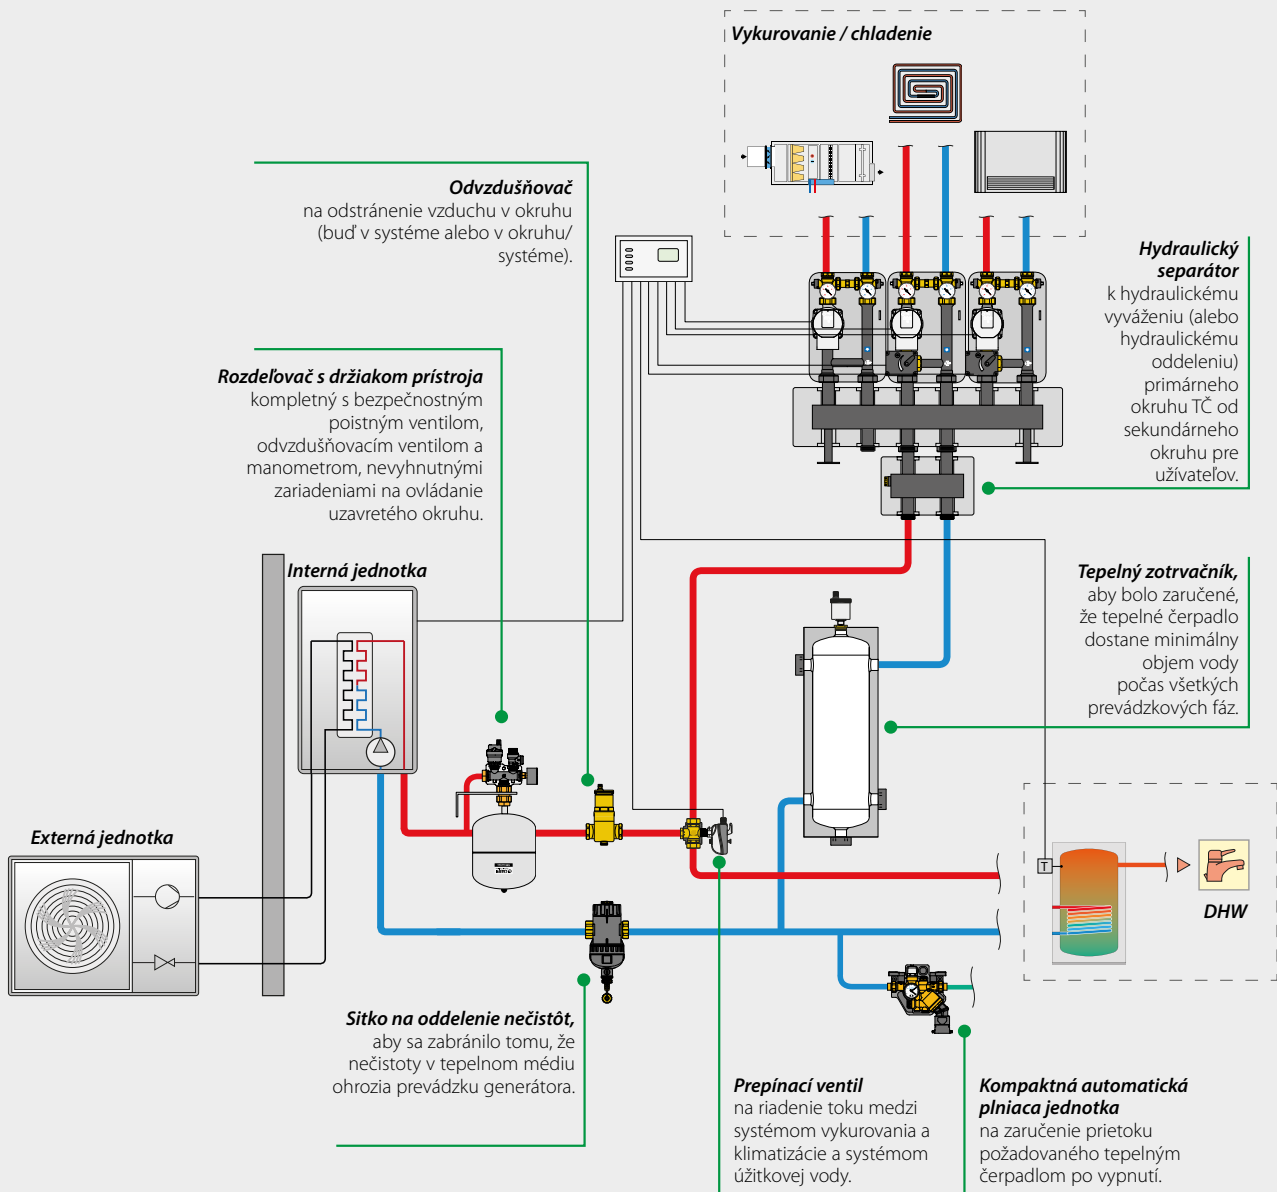 Vykurovanie / chladenie
Odvzdušňovač
na odstránenie vzduchu v okruhu
(buď v systéme alebo v okruhu/
systéme).
Hydraulický
separátor
k hydraulickému
vyváženiu (alebo
hydraulickému
oddeleniu)
primárneho
okruhu TČ od
sekundárneho
okruhu pre
užívateľov.
Rozdeľovač s držiakom prístroja
kompletný s bezpečnostným
poistným ventilom,
odvzdušňovacím ventilom a
manometrom, nevyhnutnými
zariadeniami na ovládanie
uzavretého okruhu.
Interná jednotka
Tepelný zotrvačník,
aby bolo zaručené,
že tepelné čerpadlo
dostane minimálny
objem vody
počas všetkých
prevádzkových fáz.
Externá jednotka
T
DHW
Sitko na oddelenie nečistôt,
aby sa zabránilo tomu, že
nečistoty v tepelnom médiu
ohrozia prevádzku generátora.
Prepínací ventil
na riadenie toku medzi
systémom vykurovania a
klimatizácie a systémom
úžitkovej vody.
Kompaktná automatická
plniaca jednotka
na zaručenie prietoku
požadovaného tepelným
čerpadlom po vypnutí.